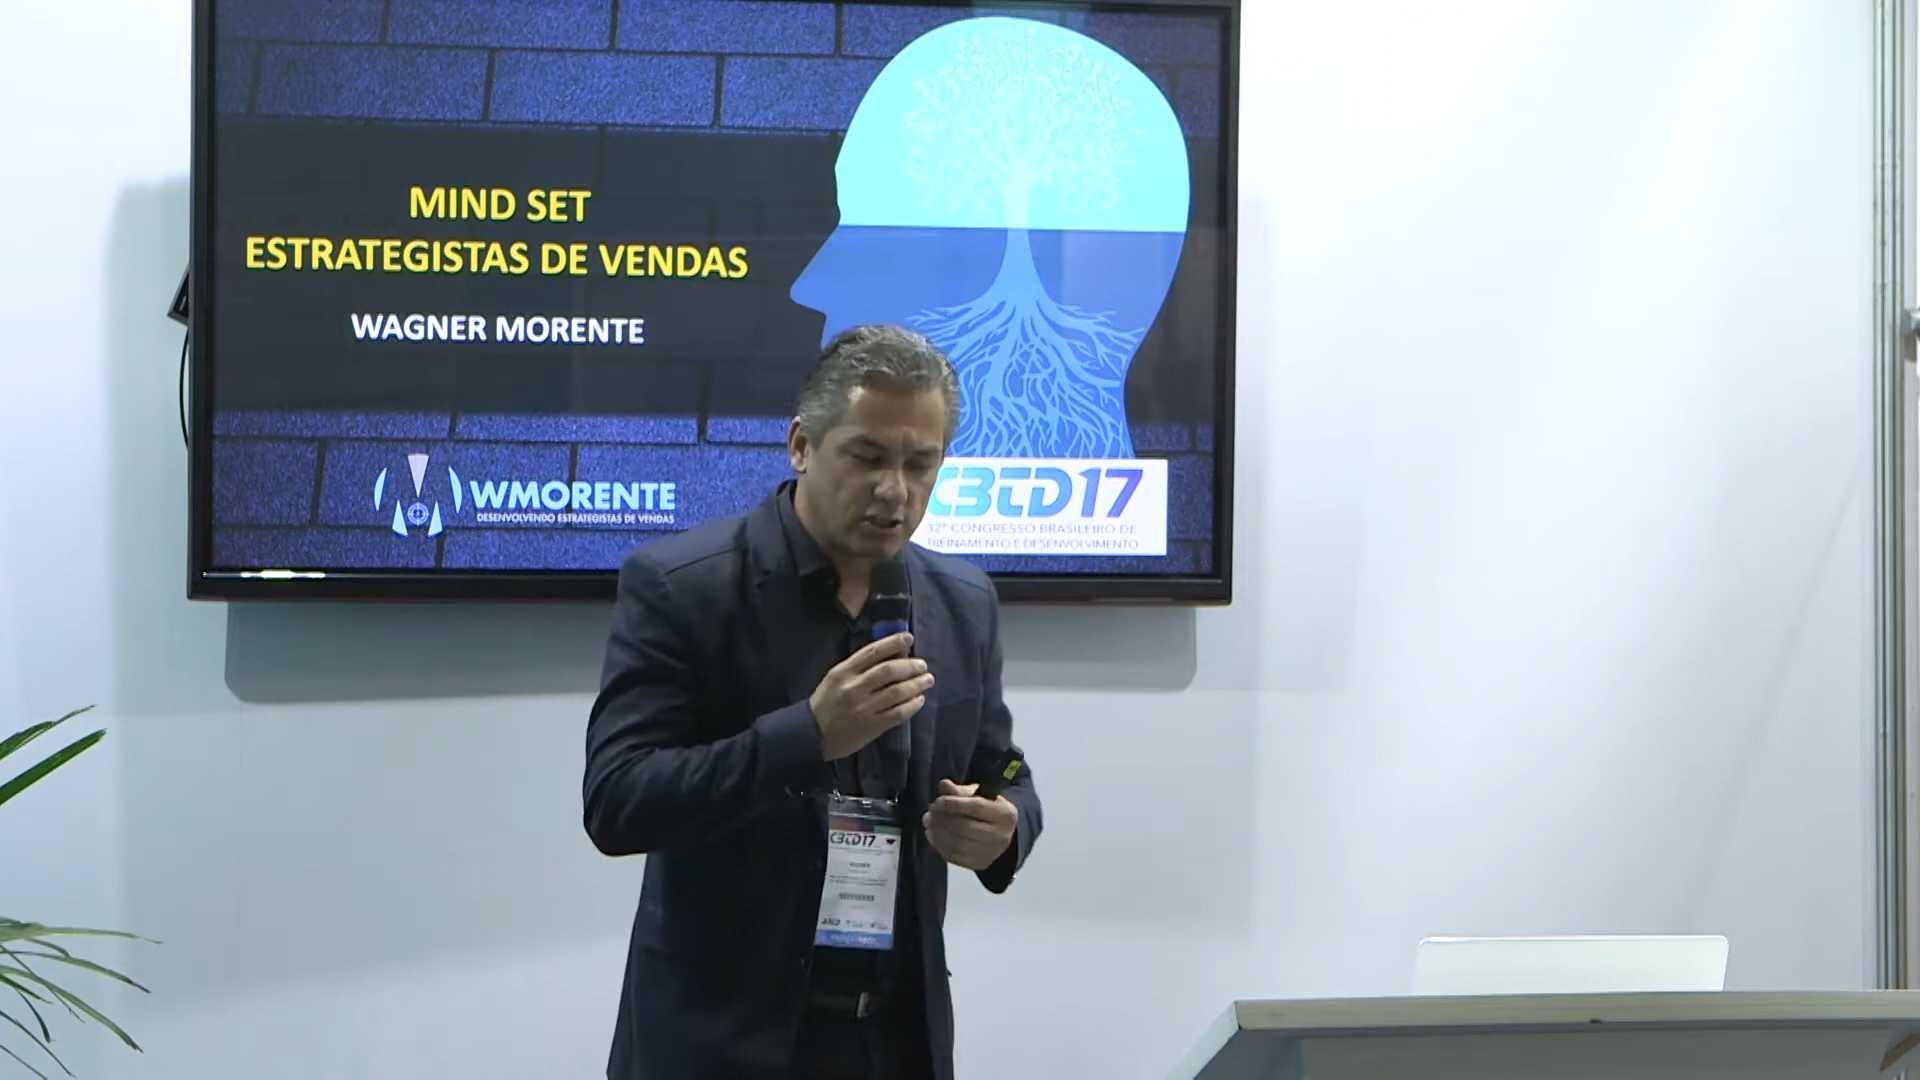 MIND SET
ESTRATEGISTAS DE VENDAS
WAGNER MORENTE
WMORENTE
DESENVOLVENDO ESTRATEGISTAS DE VENDAS
CBTD17
32º CONGRESSO BRASILEIRO DE
TREINAMENTO E DESENVOLVIMENTO
CBTD17